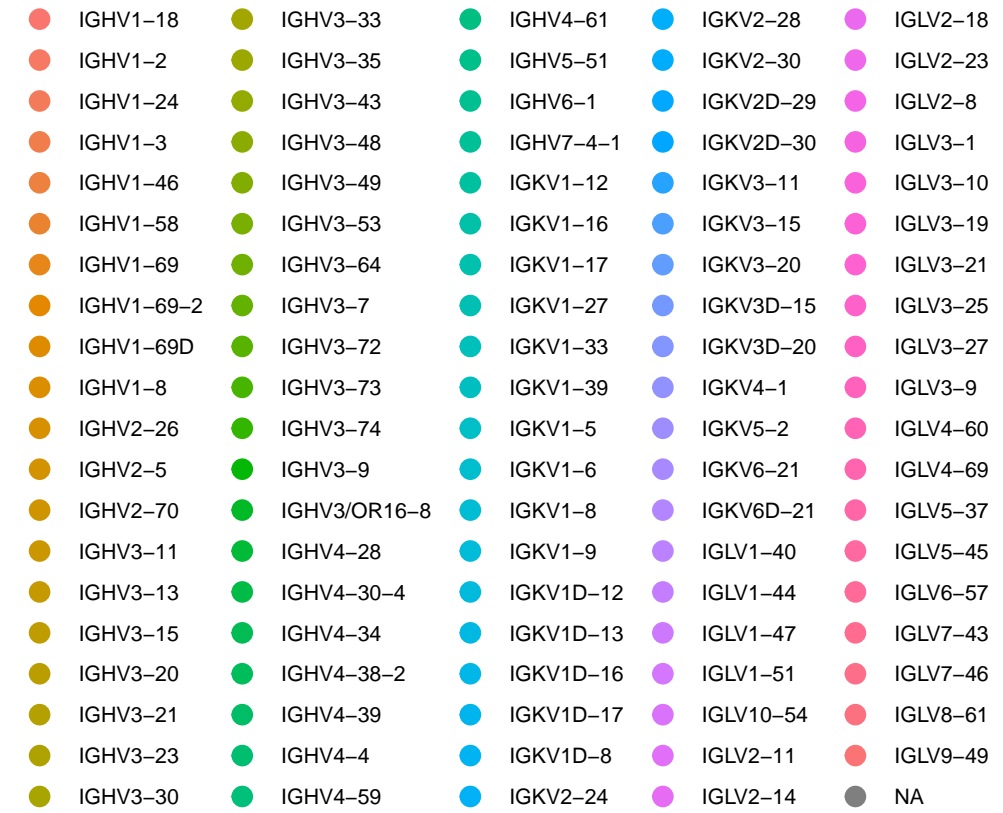 IGHV1−18 IGHV3−33 IGHV4−61 IGKV2−28 IGLV2−18
IGHV1−2 IGHV3−35 IGHV5−51 IGKV2−30 IGLV2−23
IGHV1−24 IGHV3−43 IGHV6−1 IGKV2D−29 IGLV2−8
IGHV1−3 IGHV3−48 IGHV7−4−1 IGKV2D−30 IGLV3−1
IGHV1−46 IGHV3−49 IGKV1−12 IGKV3−11 IGLV3−10
IGHV1−58 IGHV3−53 IGKV1−16 IGKV3−15 IGLV3−19
IGHV1−69 IGHV3−64 IGKV1−17 IGKV3−20 IGLV3−21
IGHV1−69−2 IGHV3−7 IGKV1−27 IGKV3D−15 IGLV3−25
IGHV1−69D IGHV3−72 IGKV1−33 IGKV3D−20 IGLV3−27
IGHV1−8 IGHV3−73 IGKV1−39 IGKV4−1 IGLV3−9
IGHV2−26 IGHV3−74 IGKV1−5 IGKV5−2 IGLV4−60
IGHV2−5 IGHV3−9 IGKV1−6 IGKV6−21 IGLV4−69
IGHV2−70 IGHV3/OR16−8 IGKV1−8 IGKV6D−21 IGLV5−37
IGHV3−11 IGHV4−28 IGKV1−9 IGLV1−40 IGLV5−45
IGHV3−13 IGHV4−30−4 IGKV1D−12 IGLV1−44 IGLV6−57
IGHV3−15 IGHV4−34 IGKV1D−13 IGLV1−47 IGLV7−43
IGHV3−20 IGHV4−38−2 IGKV1D−16 IGLV1−51 IGLV7−46
IGHV3−21 IGHV4−39 IGKV1D−17 IGLV10−54 IGLV8−61
IGHV3−23 IGHV4−4 IGKV1D−8 IGLV2−11 IGLV9−49
IGHV3−30 IGHV4−59 IGKV2−24 IGLV2−14 NA